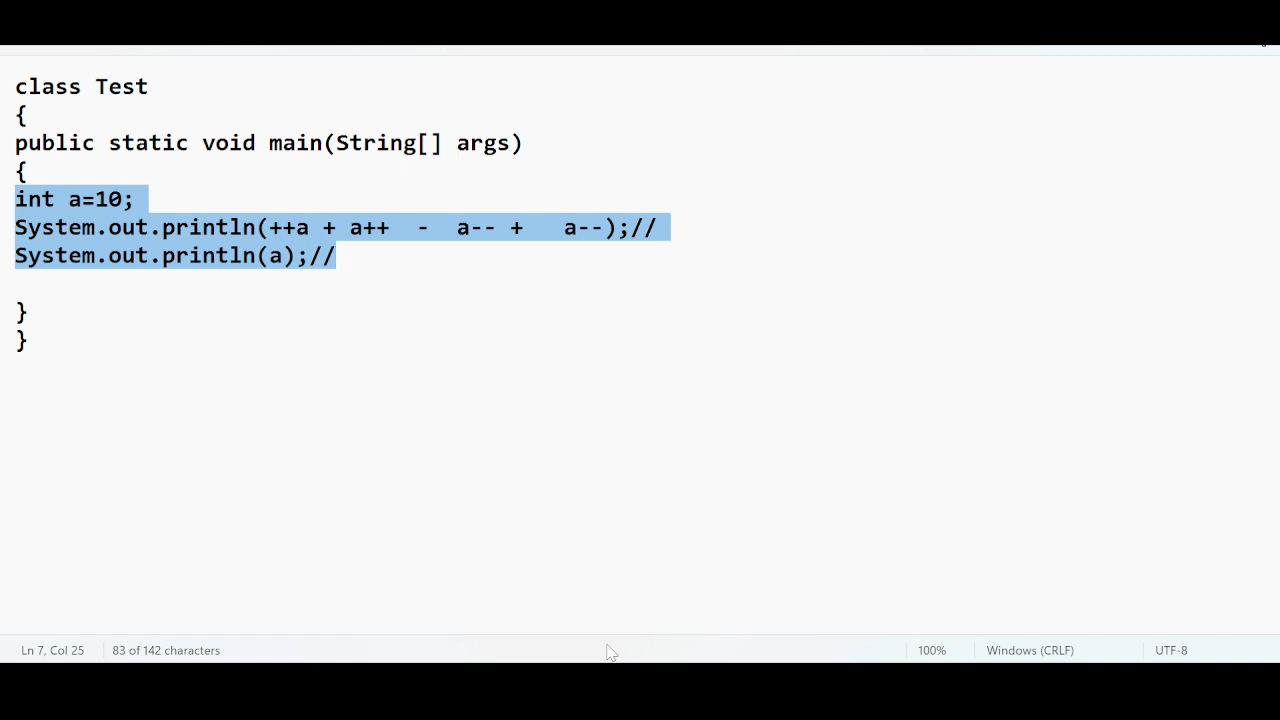 class Test
{
public static void main(String[] args)
{
int a=10;
System.out.println(++a + a++  -  a-- +   a--);//
System.out.println(a);//
}
}
Ln 7, Col 25 83 of 142 characters 100% Windows (CRLF) UTF-8